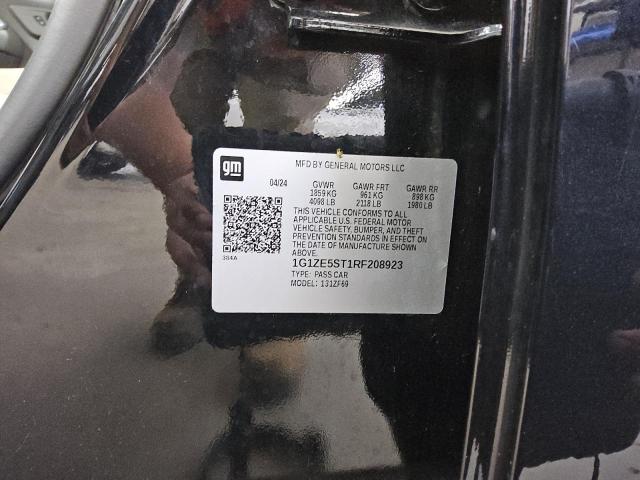 gm
MFD BY GENERAL MOTORS LLC
04/24 GVWR GAWR FRT GAWR RR
1859 KG 961 KG 898 KG
4098 LB 2118 LB 1980 LB
THIS VEHICLE CONFORMS TO ALL
APPLICABLE U.S. FEDERAL MOTOR
VEHICLE SAFETY, BUMPER, AND THEFT
PREVENTION STANDARDS IN EFFECT ON
THE DATE OF MANUFACTURE SHOWN
ABOVE.
384A
1G1ZE5ST1RF208923
TYPE: PASS CAR
MODEL: 131ZF69